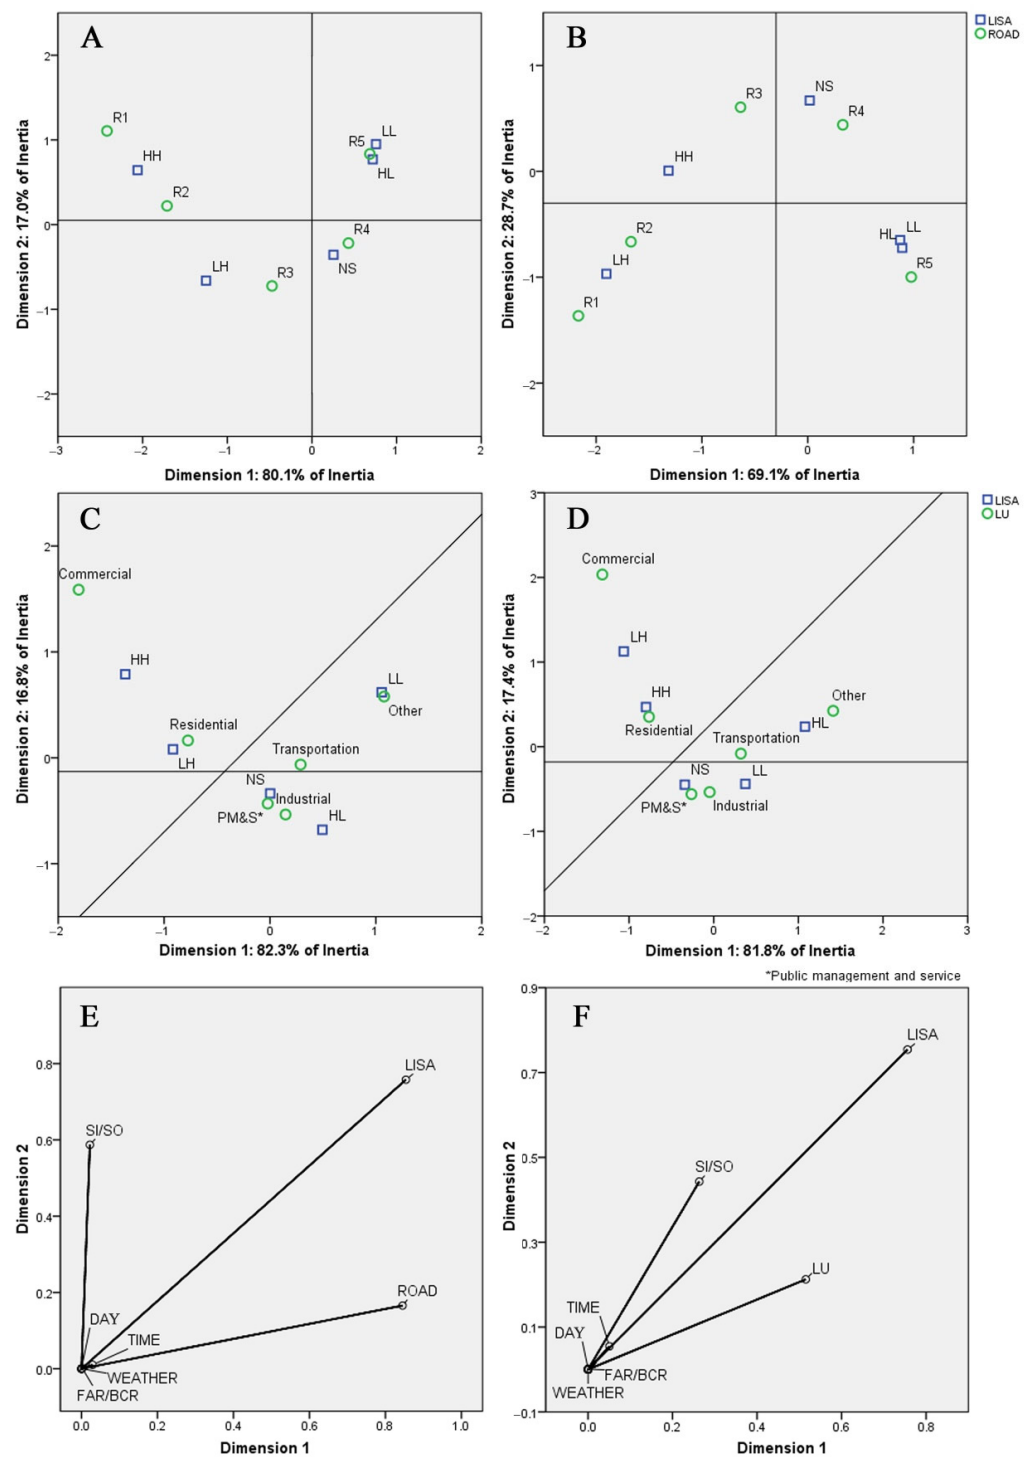 A
2
1
0
−1
−2
−3
−2
−1
0
1
2
R1
HH
R2
LH
R3
R5
LL
HL
R4
NS
Dimension 2: 17.0% of Inertia
Dimension 1: 80.1% of Inertia
B
LISA
ROAD
1
0
−1
−2
−2
−1
0
1
R3
NS
R4
HH
R2
LH
R1
HL
LL
R5
Dimension 2: 28.7% of Inertia
Dimension 1: 69.1% of Inertia
C
2
1
0
−1
−2
−1
0
1
2
Commercial
HH
Residential
LH
LL
Other
Transportation
NS
Industrial
PM&S*
HL
Dimension 2: 16.8% of Inertia
Dimension 1: 82.3% of Inertia
D
LISA
LU
3
2
1
0
−1
−2
−2
−1
0
1
2
3
Commercial
LH
HH
Residential
Other
HL
Transportation
NS
LL
PM&S*
Industrial
Dimension 2: 17.4% of Inertia
Dimension 1: 81.8% of Inertia
*Public management and service
E
0.8
0.6
0.4
0.2
0.0
0.0
0.2
0.4
0.6
0.8
1.0
LISA
SI/SO
ROAD
DAY
TIME
WEATHER
FAR/BCR
Dimension 2
Dimension 1
F
0.9
0.7
0.5
0.3
0.1
−0.1
0.0
0.2
0.4
0.6
0.8
LISA
SI/SO
LU
TIME
DAY
FAR/BCR
WEATHER
Dimension 2
Dimension 1